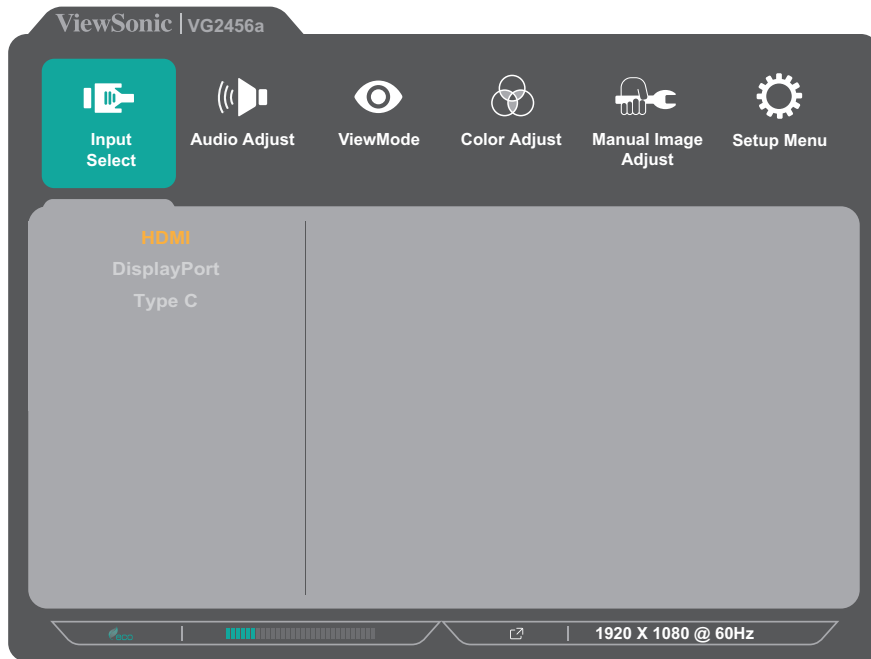 ViewSonic | VG2456a
Input
Select
Audio Adjust
ViewMode
Color Adjust
Manual Image
Adjust
Setup Menu
HDMI
DisplayPort
Type C
eco
1920 X 1080 @ 60Hz